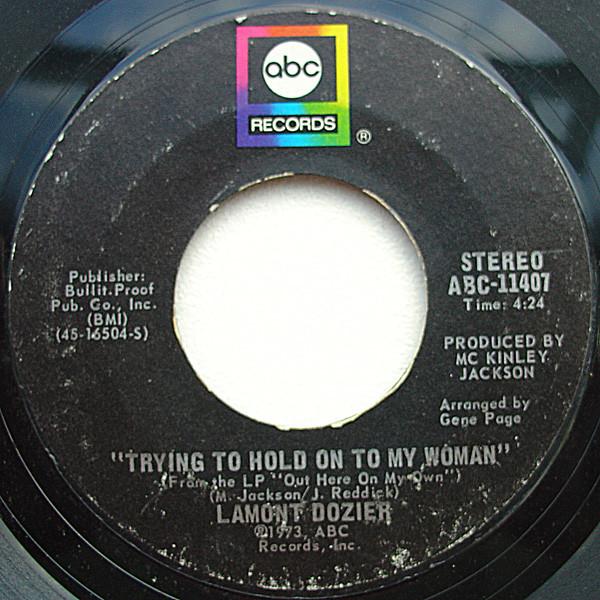 abc
RECORDS
®
Publisher:
Bullit.Proof
Pub. Co., Inc.
(BMI)
(45-16504-S)
STEREO
ABC-11407
Time: 4:24
PRODUCED BY
MC KINLEY
JACKSON
Arranged by
Gene Page
"TRYING TO HOLD ON TO MY WOMAN"
(From the LP "Out Here On My Own")
(M. Jackson/J. Reddick)
LAMONT DOZIER
℗1973, ABC
Records, Inc.